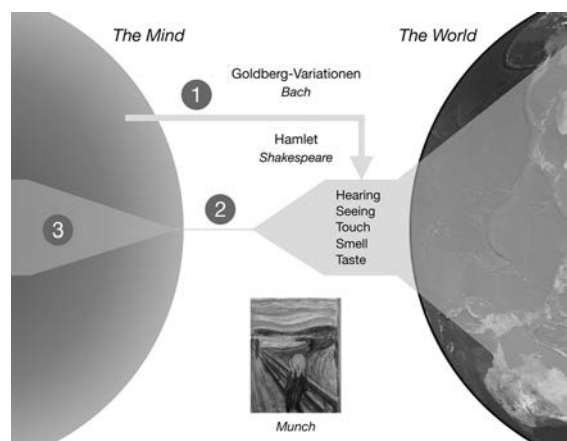 The Mind
The World
1
Goldberg-Variationen
Bach
Hamlet
Shakespeare
2
3
Hearing
Seeing
Touch
Smell
Taste
Munch